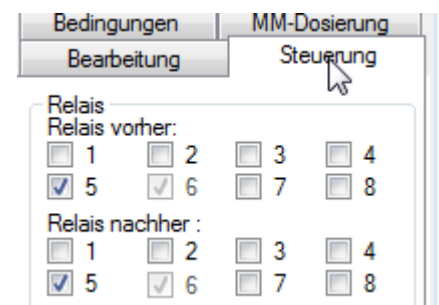 Bedingungen MM-Dosierung
Bearbeitung Steuerung
Relais
Relais vorher:
1 2 3 4
5 6 7 8
Relais nachher :
1 2 3 4
5 6 7 8